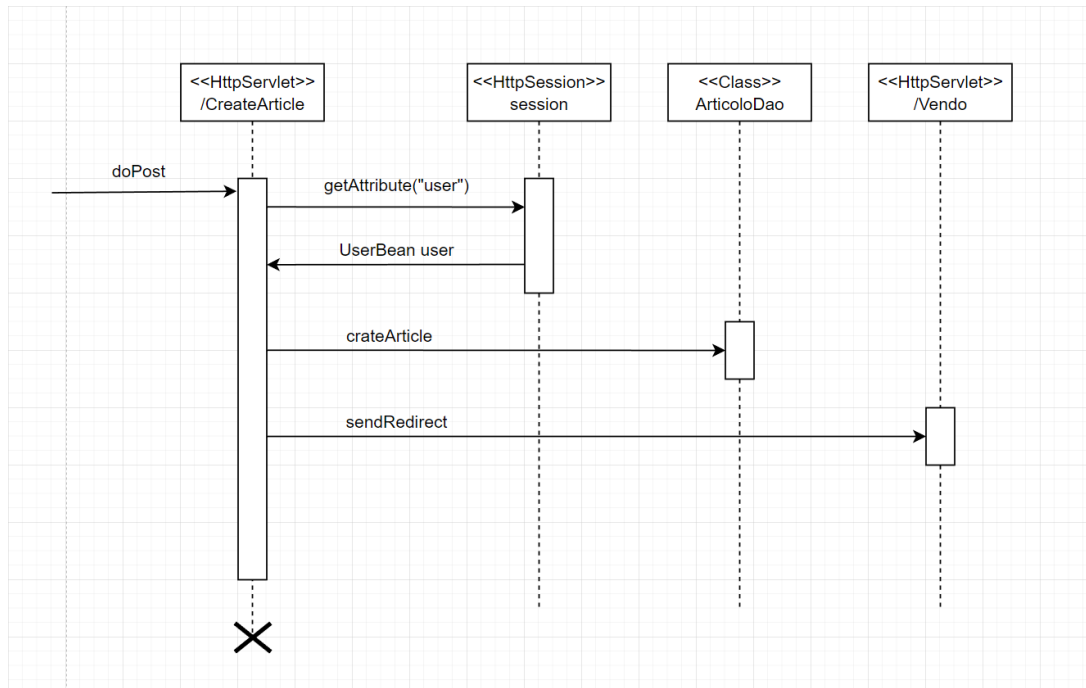 <<HttpServlet>>
/CreateArticle
<<HttpSession>>
session
<<Class>>
ArticoloDao
<<HttpServlet>>
/Vendo
doPost
getAttribute("user")
UserBean user
crateArticle
sendRedirect